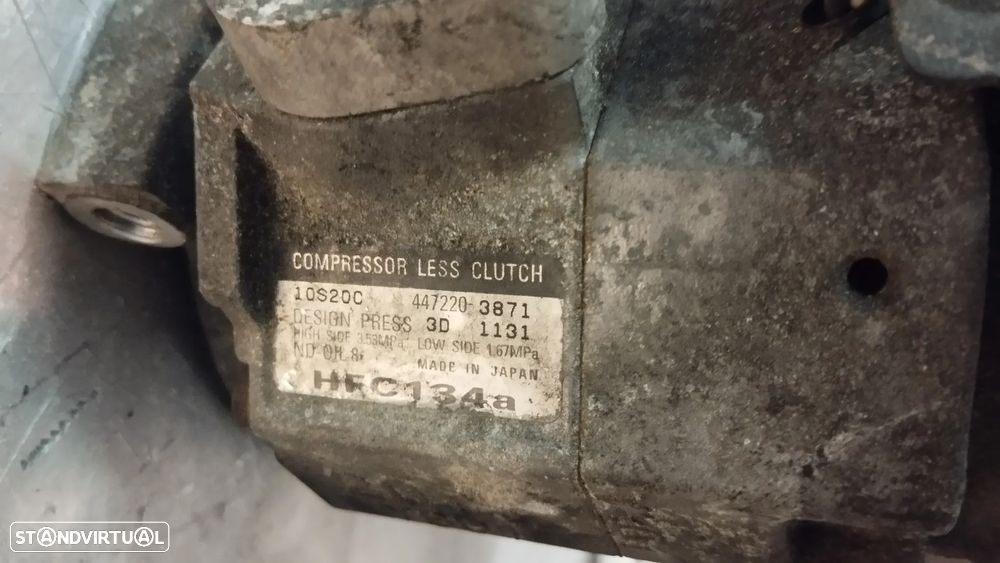 COMPRESSOR LESS CLUTCH
10S20C 447220-3871
DESIGN PRESS 3D 1131
HIGH SIDE 3.53MPa LOW SIDE 1.67MPa
ND-OIL 8 MADE IN JAPAN
HFC134a
STANDVIRTUAL